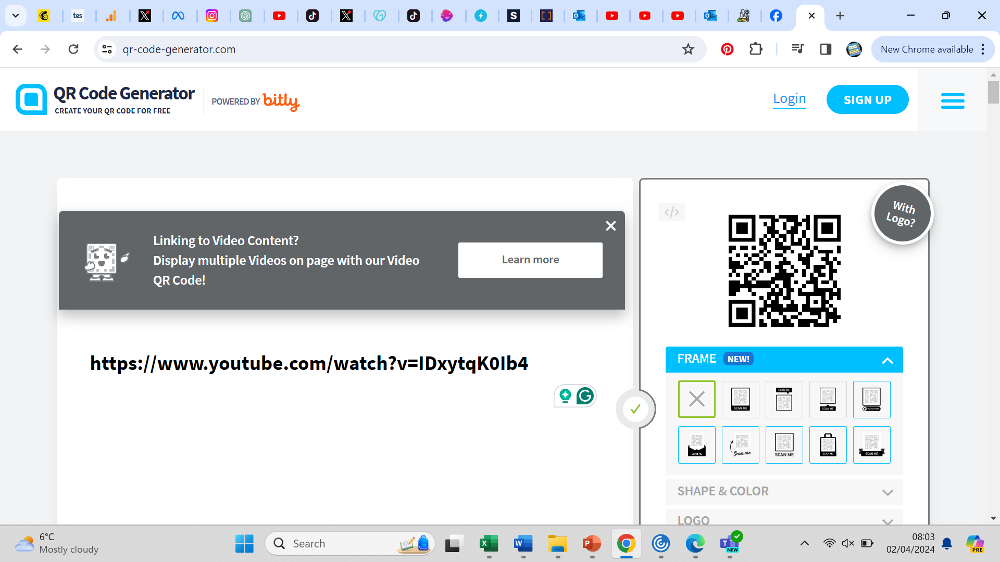 tes
S
qr-code-generator.com
New Chrome available
QR Code Generator
CREATE YOUR QR CODE FOR FREE
POWERED BY bitly
Login
SIGN UP
Linking to Video Content?
Display multiple Videos on page with our Video
QR Code!
Learn more
With
Logo?
</>
https://www.youtube.com/watch?v=IDxytqK0Ib4
FRAME NEW!
SCAN ME
SCAN ME
SCAN ME
WATCH NOW
SCAN ME
Scan me
SCAN ME
SCAN ME
SCAN ME
SHAPE & COLOR
LOGO
6°C
Mostly cloudy
Search
X
W
P
T
NEW
08:03
02/04/2024
PRE